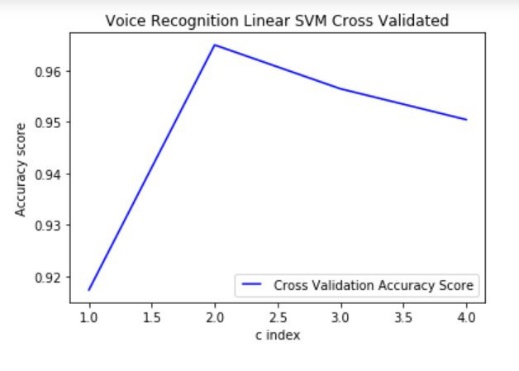 Voice Recognition Linear SVM Cross Validated
Accuracy score
0.96
0.95
0.94
0.93
0.92
Cross Validation Accuracy Score
1.0 1.5 2.0 2.5 3.0 3.5 4.0
c index